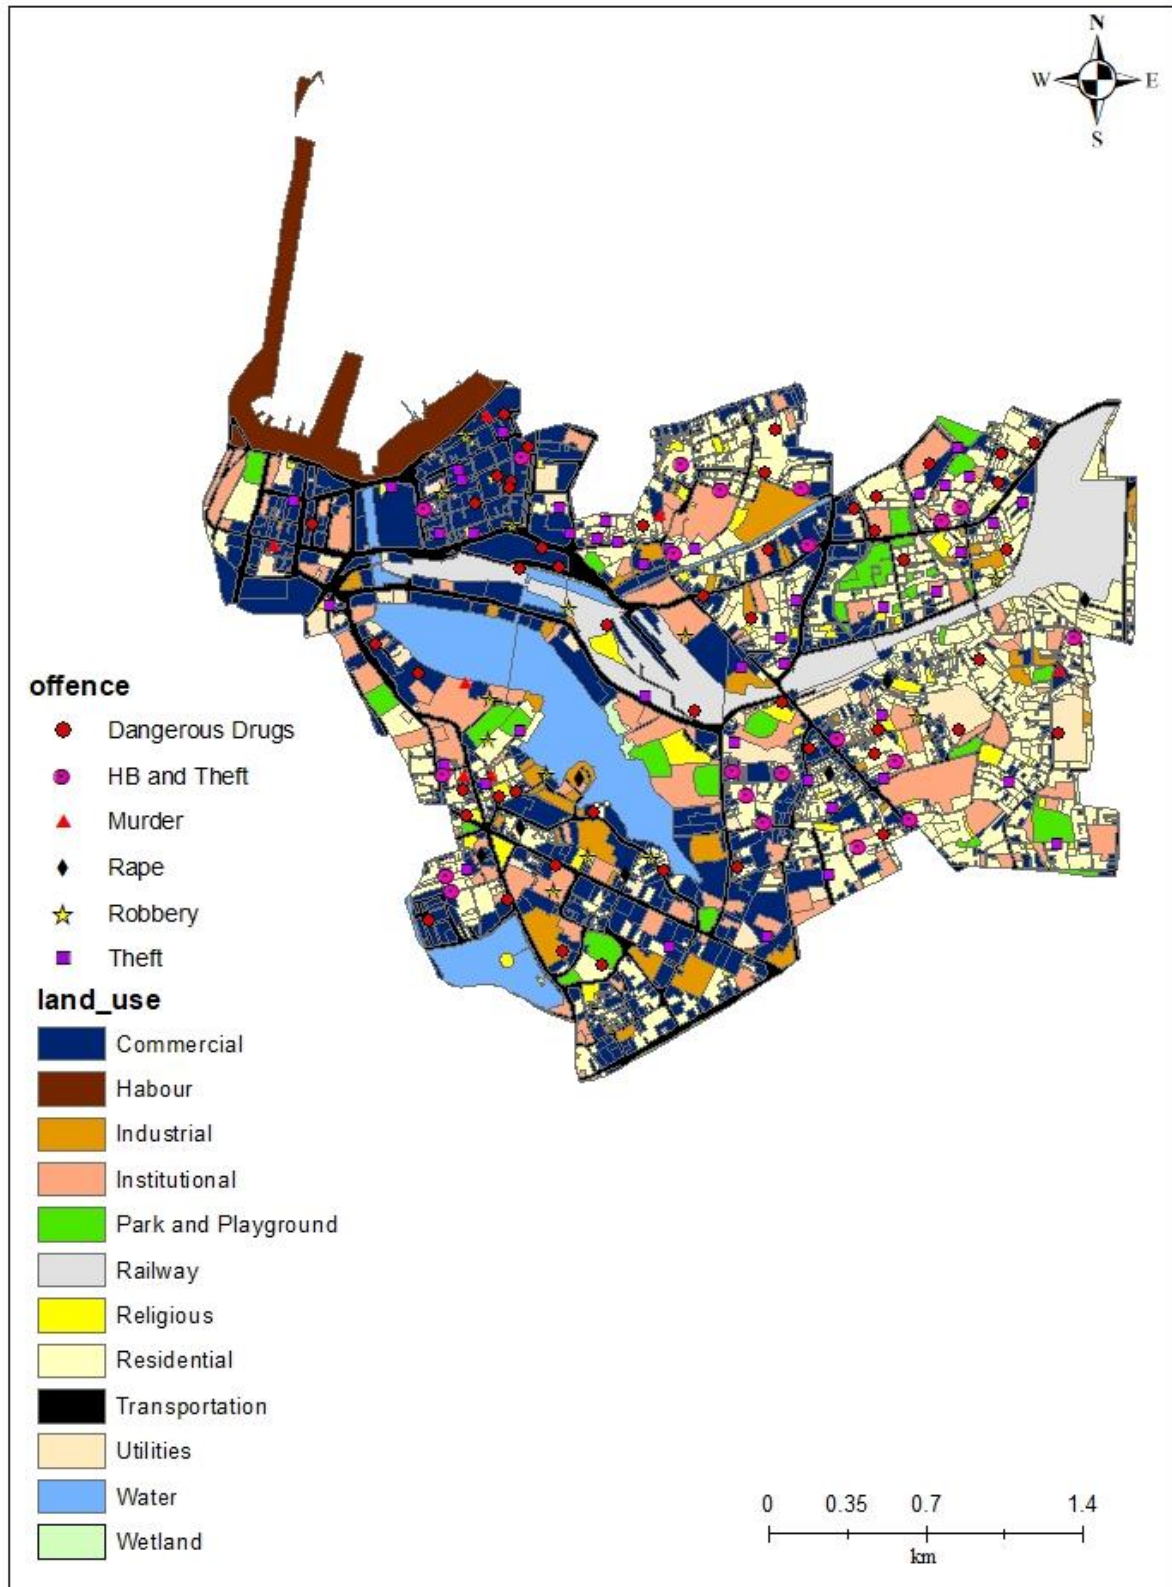 N
W E
S
offence
Dangerous Drugs
HB and Theft
Murder
Rape
Robbery
Theft
land_use
Commercial
Habour
Industrial
Institutional
Park and Playground
Railway
Religious
Residential
Transportation
Utilities
Water
Wetland
0 0.35 0.7 1.4
km